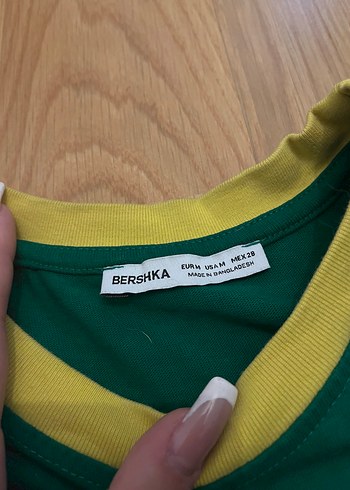 BERSHKA
EUR M USA M MEX 28
MADE IN BANGLADESH